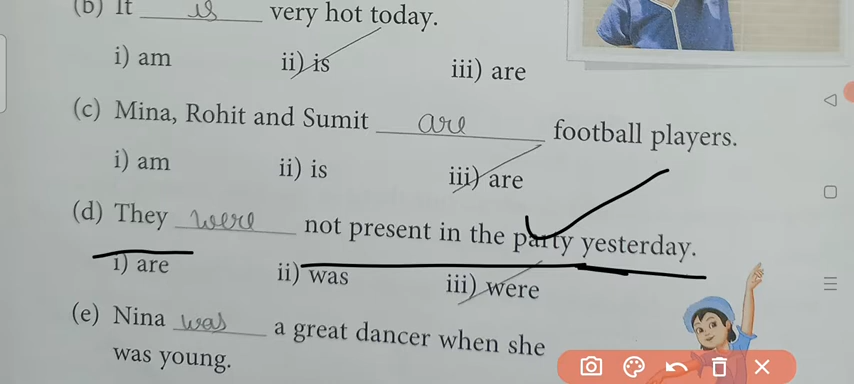 (b) It is very hot today.
i) am ii) is iii) are
(c) Mina, Rohit and Sumit are football players.
i) am ii) is iii) are
(d) They were not present in the party yesterday.
i) are ii) was iii) were
(e) Nina was a great dancer when she
was young.